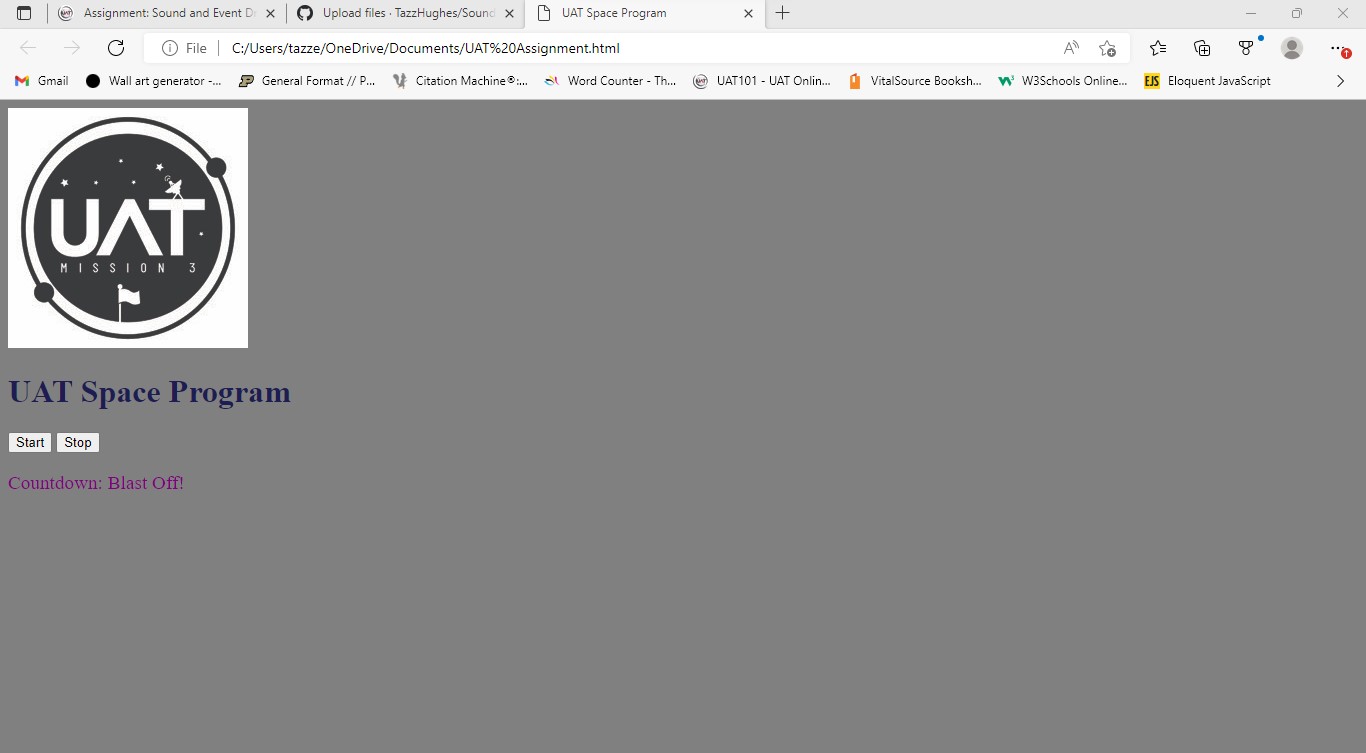 Assignment: Sound and Event D
Upload files · TazzHughes/Sound
UAT Space Program
File
C:/Users/tazze/OneDrive/Documents/UAT%20Assignment.html
Gmail
Wall art generator -...
General Format // P...
Citation Machine®:...
Word Counter - Th...
UAT101 - UAT Onlin...
VitalSource Booksh...
W3Schools Online...
EJS Eloquent JavaScript
UAT
MISSION 3
UAT Space Program
Start Stop
Countdown: Blast Off!